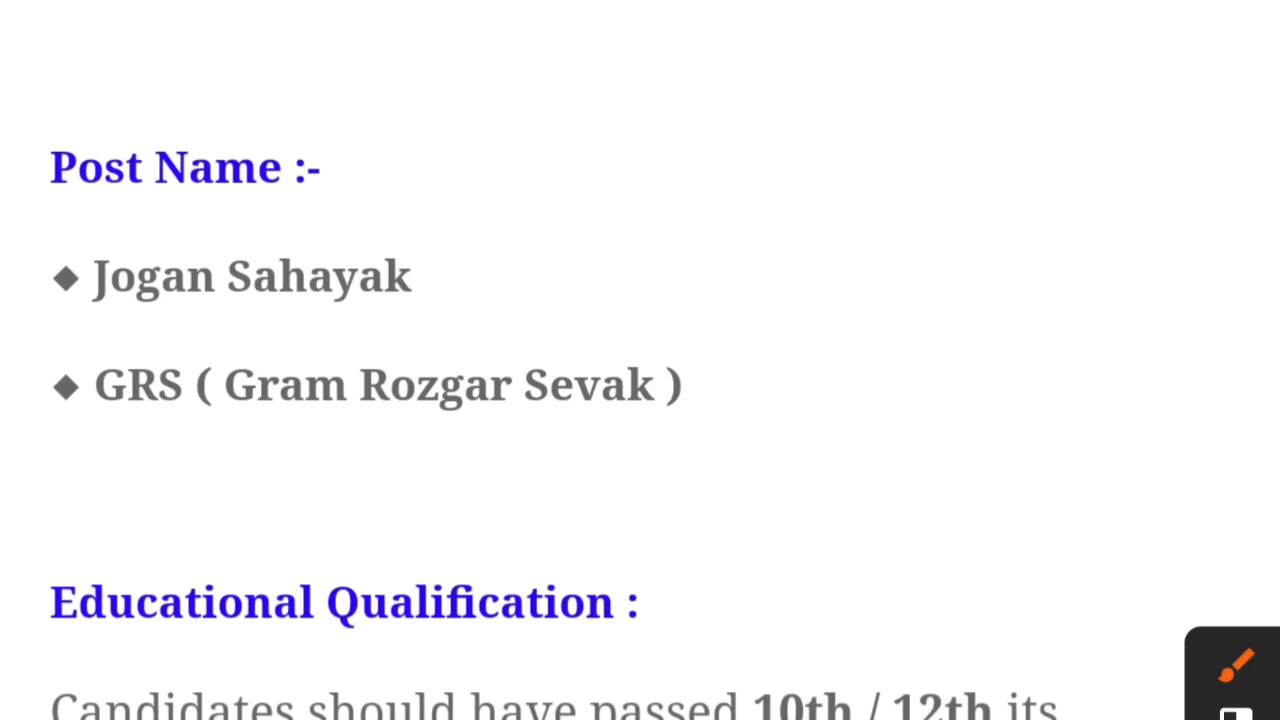 Post Name :-
◆ Jogan Sahayak
◆ GRS ( Gram Rozgar Sevak )
Educational Qualification :
Candidates should have passed 10th / 12th its